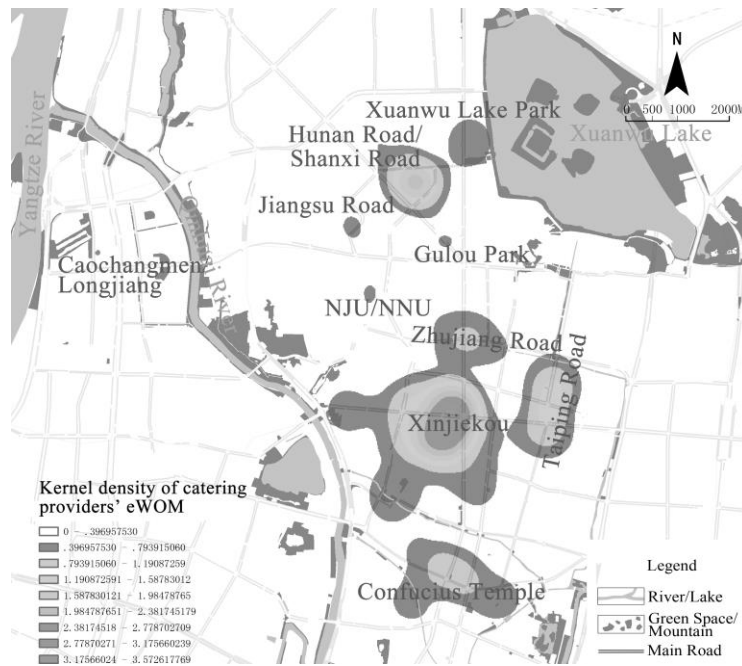 N
0 500 1000 2000M
Xuanwu Lake Park
Xuanwu Lake
Hunan Road/
Shanxi Road
Yangtze River
Jiangsu Road
Gulou Park
Caochangmen/
Longjiang
River
NJU/NNU
Zhujiang Road
Taiping Road
Xinjiekou
Confucius Temple
Kernel density of catering
providers' eWOM
0 - .396957530
.396957530 - .793915060
.793915060 - 1.19087259
1.190872591 - 1.58783012
1.587830121 - 1.98478765
1.984787651 - 2.381745179
2.38174518 - 2.778702709
2.77870271 - 3.175660239
3.17566024 - 3.572617769
Legend
River/Lake
Green Space/
Mountain
Main Road